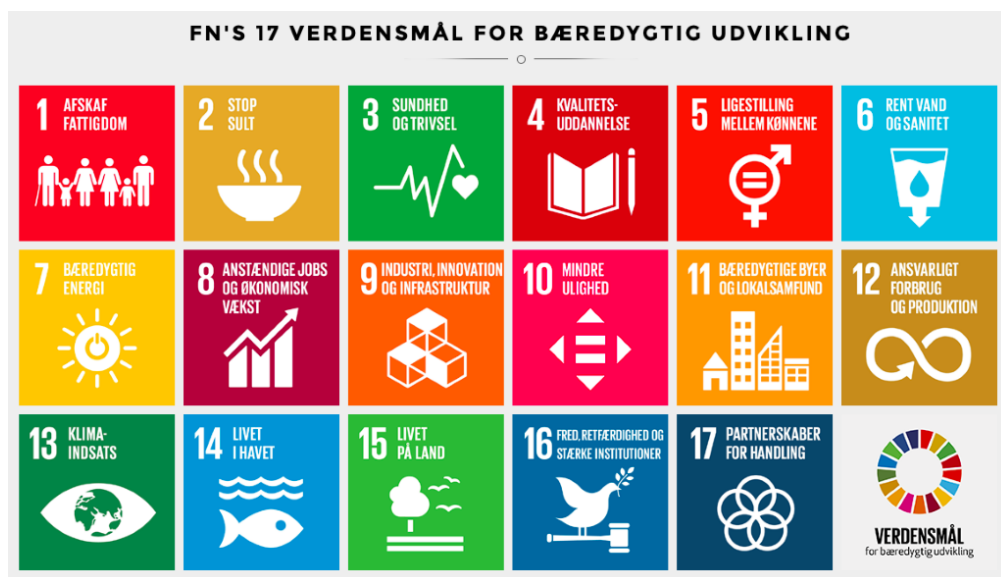 FN'S 17 VERDENSMÅL FOR BÆREDYGTIG UDVIKLING
1 AFSKAF
FATTIGDOM
2 STOP
SULT
3 SUNDHED
OG TRIVSEL
4 KVALITETS-
UDDANNELSE
5 LIGESTILLING
MELLEM KØNNENE
6 RENT VAND
OG SANITET
7 BÆREDYGTIG
ENERGI
8 ANSTÆNDIGE JOBS
OG ØKONOMISK
VÆKST
9 INDUSTRI, INNOVATION
OG INFRASTRUKTUR
10 MINDRE
ULIGHED
11 BÆREDYGTIGE BYER
OG LOKALSAMFUND
12 ANSVARLIGT
FORBRUG
OG PRODUKTION
13 KLIMA-
INDSATS
14 LIVET
I HAVET
15 LIVET
PÅ LAND
16 FRED, RETFÆRDIGHED OG
STÆRKE INSTITUTIONER
17 PARTNERSKABER
FOR HANDLING
VERDENSMÅL
for bæredygtig udvikling